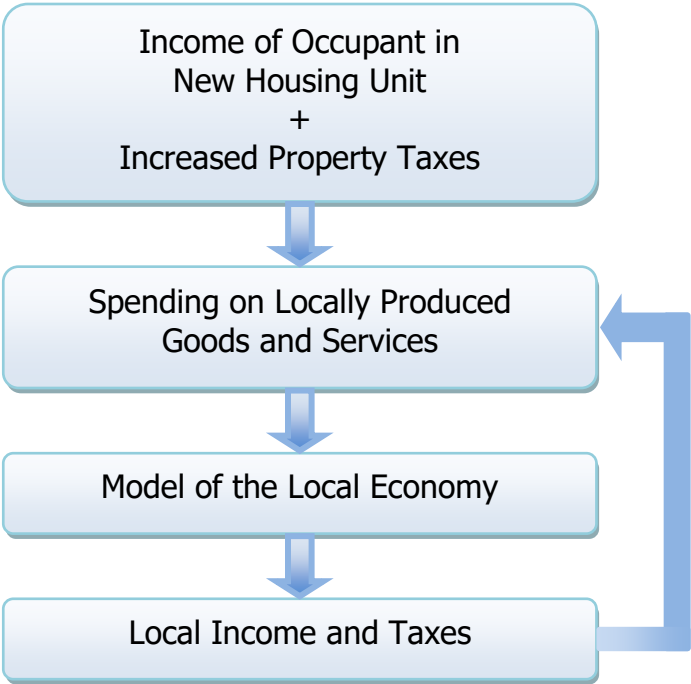 Income of Occupant in
New Housing Unit
+
Increased Property Taxes
Spending on Locally Produced
Goods and Services
Model of the Local Economy
Local Income and Taxes